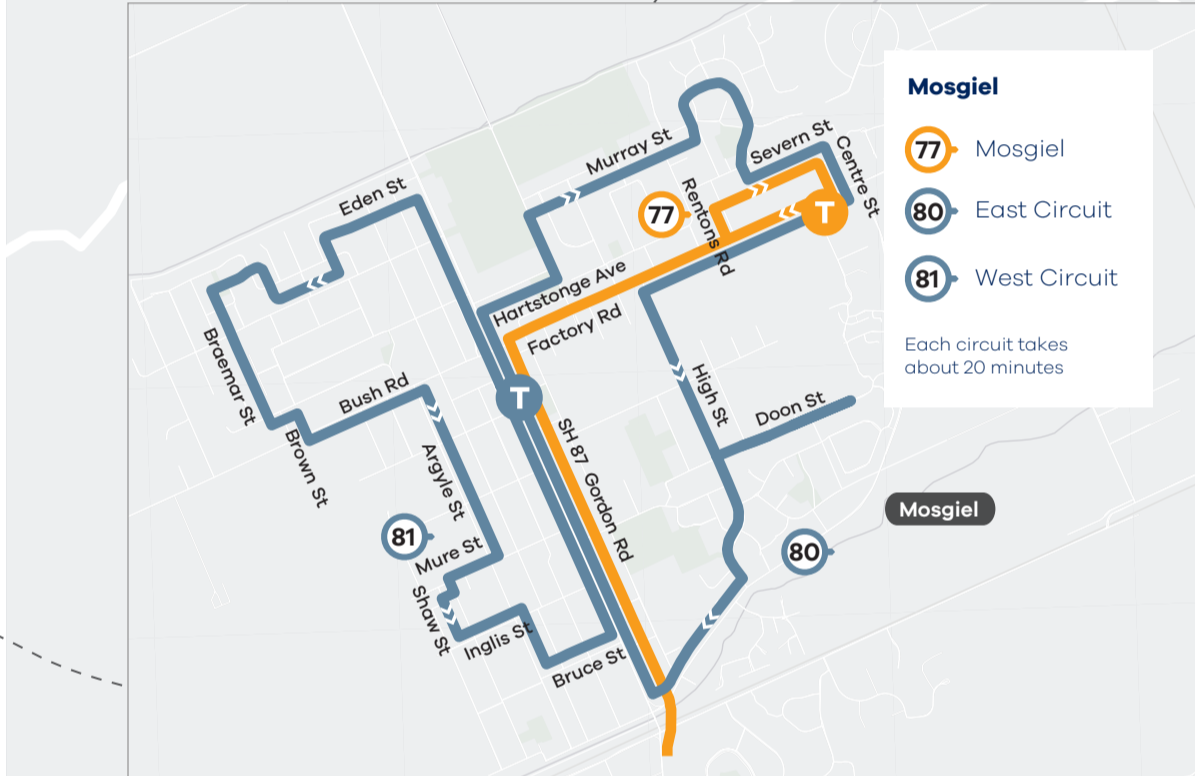 Mosgiel
77 Mosgiel
80 East Circuit
81 West Circuit
Each circuit takes
about 20 minutes
Murray St
Severn St
Centre St
Eden St
77
Rentons Rd
T
Hartstonge Ave
Factory Rd
Braemar St
Bush Rd
Brown St
T
High St
Doon St
Argyle St
SH 87 Gordon Rd
Mosgiel
81
Mure St
80
Shaw St
Inglis St
Bruce St